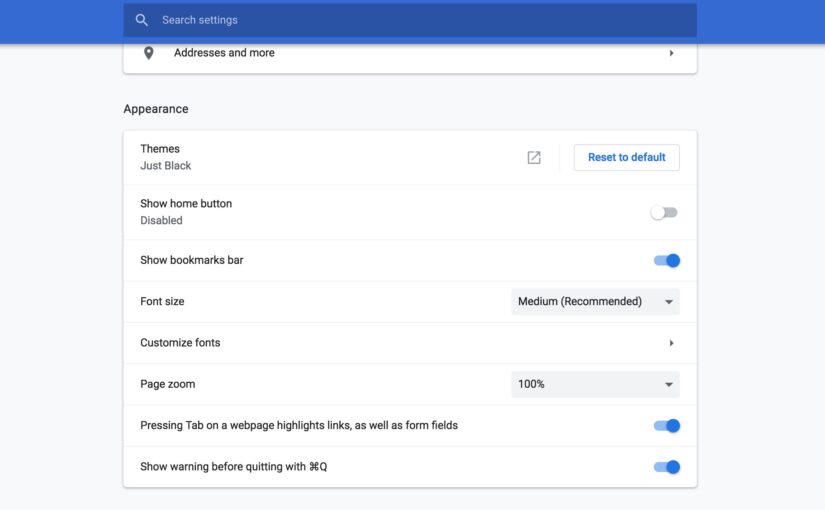 Search settings
Addresses and more
Appearance
Themes
Just Black
Reset to default
Show home button
Disabled
Show bookmarks bar
Font size
Medium (Recommended)
Customize fonts
Page zoom
100%
Pressing Tab on a webpage highlights links, as well as form fields
Show warning before quitting with ⌘Q